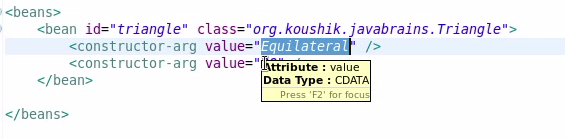 <beans>
<bean id="triangle" class="org.koushik.javabrains.Triangle">
<constructor-arg value="Equilateral" />
<constructor-arg value="
Attribute : value
Data Type : CDATA
Press 'F2' for focus
</bean>
</beans>